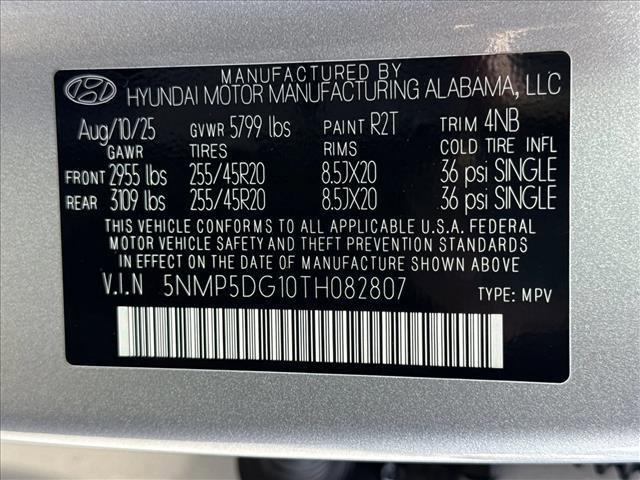 MANUFACTURED BY
HYUNDAI MOTOR MANUFACTURING ALABAMA, LLC
Aug/10/25 GVWR 5799 lbs PAINT R2T TRIM 4NB
GAWR TIRES RIMS COLD TIRE INFL
FRONT 2955 lbs 255/45R20 8.5JX20 36 psi SINGLE
REAR 3109 lbs 255/45R20 8.5JX20 36 psi SINGLE
THIS VEHICLE CONFORMS TO ALL APPLICABLE U.S.A. FEDERAL
MOTOR VEHICLE SAFETY AND THEFT PREVENTION STANDARDS
IN EFFECT ON THE DATE OF MANUFACTURE SHOWN ABOVE.
V.I.N 5NMP5DG10TH082807 TYPE: MPV